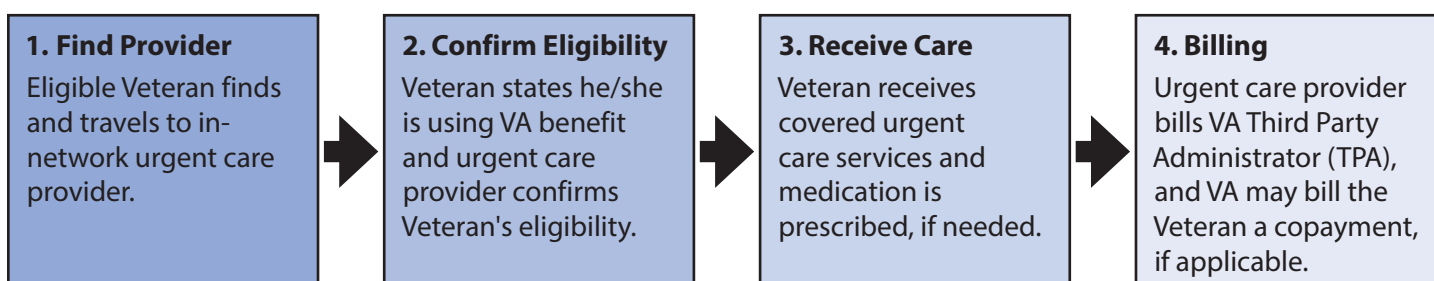 1. Find Provider
Eligible Veteran finds
and travels to in-
network urgent care
provider.
2. Confirm Eligibility
Veteran states he/she
is using VA benefit
and urgent care
provider confirms
Veteran's eligibility.
3. Receive Care
Veteran receives
covered urgent
care services and
medication is
prescribed, if needed.
4. Billing
Urgent care provider
bills VA Third Party
Administrator (TPA),
and VA may bill the
Veteran a copayment,
if applicable.